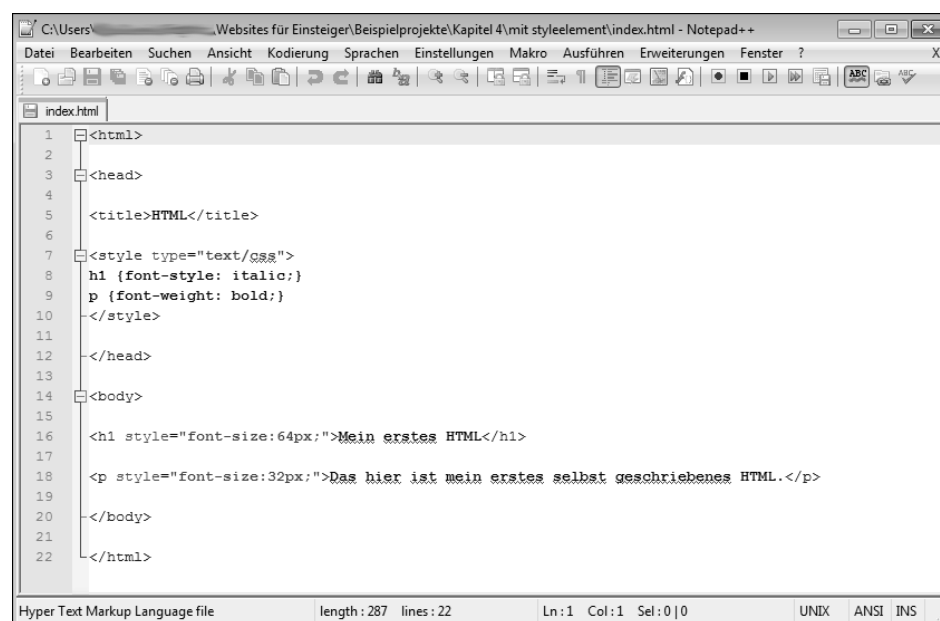 C:\Users\ Websites für Einsteiger\Beispielprojekte\Kapitel 4\mit styleelement\index.html - Notepad++
Datei Bearbeiten Suchen Ansicht Kodierung Sprachen Einstellungen Makro Ausführen Erweiterungen Fenster ? X
ABC ABC
index.html
1 <html>
2
3 <head>
4
5 <title>HTML</title>
6
7 <style type="text/css">
8 h1 {font-style: italic;}
9 p {font-weight: bold;}
10 </style>
11
12 </head>
13
14 <body>
15
16 <h1 style="font-size:64px;">Mein erstes HTML</h1>
17
18 <p style="font-size:32px;">Das hier ist mein erstes selbst geschriebenes HTML.</p>
19
20 </body>
21
22 </html>
Hyper Text Markup Language file length : 287 lines : 22 Ln : 1 Col : 1 Sel : 0 | 0 UNIX ANSI INS